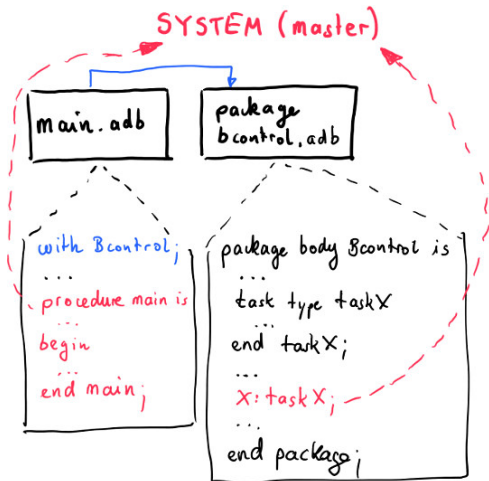 SYSTEM (master)
main.adb
package
bcontrol.adb
with Bcontrol;
...
procedure main is
...
begin
...
end main;
package body Bcontrol is
...
task type taskX
...
end taskX;
...
X: taskX;
...
end package;